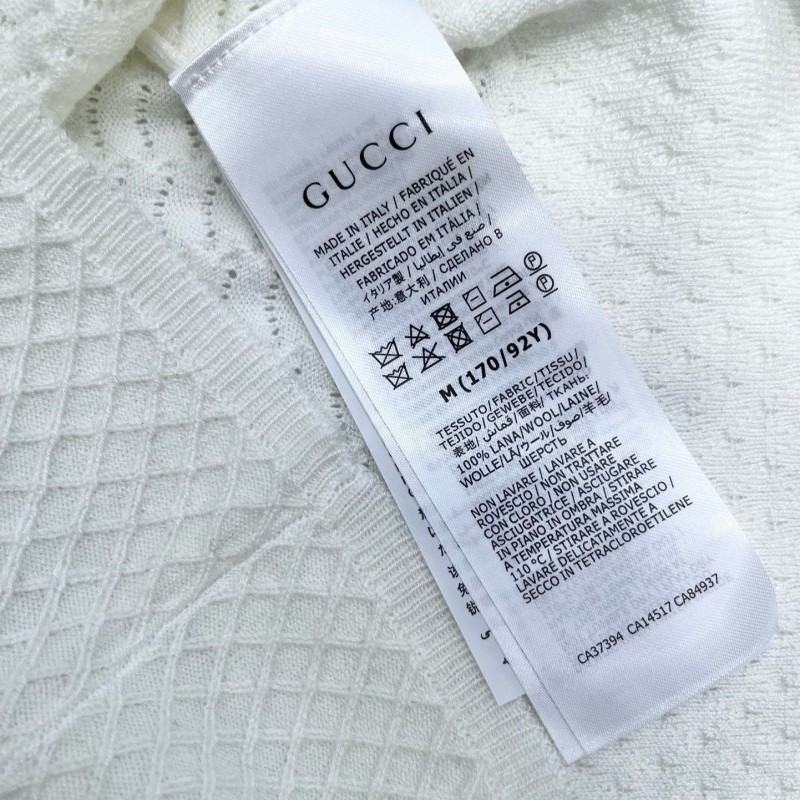 GUCCI
MADE IN ITALY / FABRIQUÉ EN
ITALIE / HECHO EN ITALIA /
HERGESTELLT IN ITALIEN /
FABRICADO EM ITÁLIA /
イタリア製 / صنع في إيطاليا /
产地:意大利 / СДЕЛАНО В
ИТАЛИИ
M (170/92Y)
TESSUTO/FABRIC/TISSU/
TEJIDO/GEWEBE/TECIDO/
表地/ قماش/面料/ ТКАНЬ:
100% LANA/WOOL/LAINE/
WOLLE/LÃ/ウール/صوف/羊毛/
ШЕРСТЬ
NON LAVARE / LAVARE A
ROVESCIO / NON TRATTARE
CON CLORO / NON USARE
ASCIUGATRICE / ASCIUGARE
IN PIANO IN OMBRA / STIRARE
A TEMPERATURA MASSIMA
110 °C / STIRARE A ROVESCIO /
LAVARE DELICATAMENTE A
SECCO IN TETRACLOROETILENE
CA37394 CA14517 CA84937